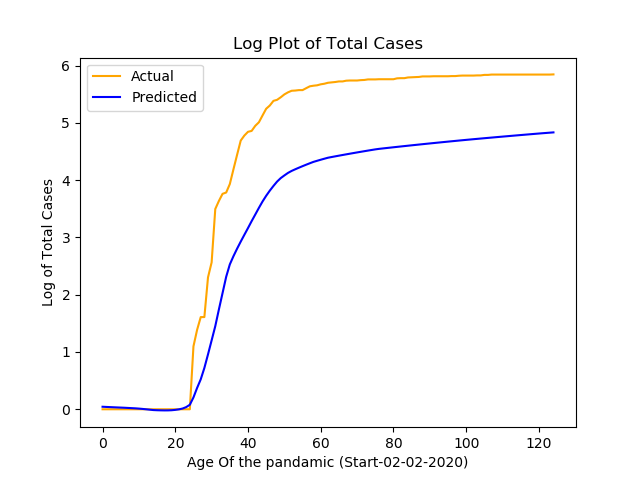 Log Plot of Total Cases
Actual
Predicted
Log of Total Cases
6
5
4
3
2
1
0
0 20 40 60 80 100 120
Age Of the pandamic (Start-02-02-2020)